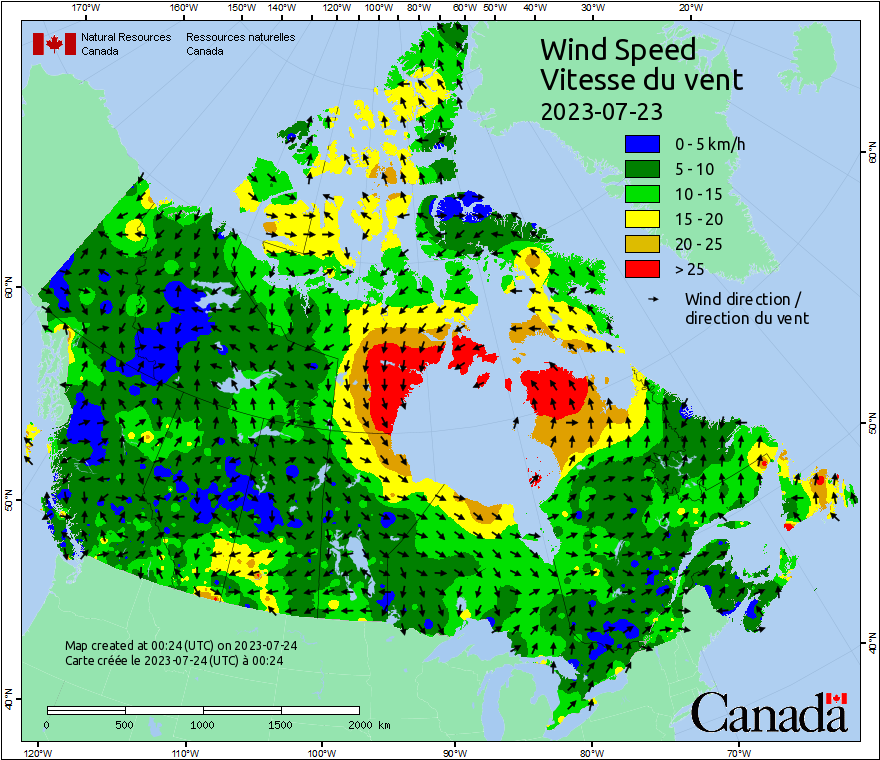 170°W 160°W 150°W 140°W 130°W 120°W 110°W 100°W 90°W 80°W 70°W 60°W 50°W 40°W 30°W 20°W
Natural Resources Canada
Ressources naturelles Canada
Wind Speed
Vitesse du vent
2023-07-23
0 - 5 km/h
5 - 10
10 - 15
15 - 20
20 - 25
> 25
Wind direction /
direction du vent
60°N
50°N
40°N
60°N
50°N
40°N
Map created at 00:24 (UTC) on 2023-07-24
Carte créée le 2023-07-24 (UTC) à 00:24
0 500 1000 1500 2000 km
Canada
120°W 110°W 100°W 90°W 80°W 70°W